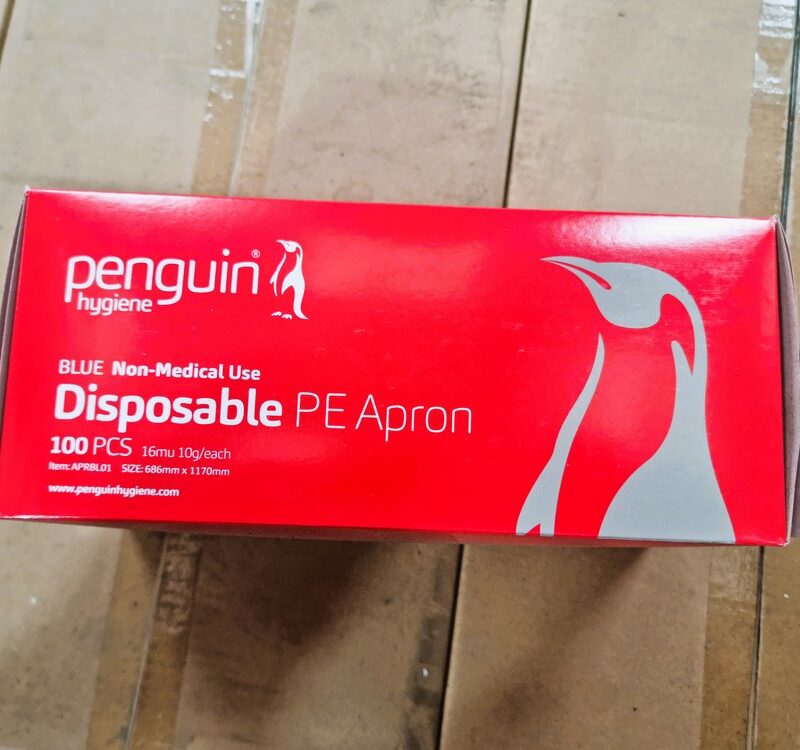 penguin®
hygiene
BLUE Non-Medical Use
Disposable PE Apron
100 PCS 16mu 10g/each
Item: APRBL01 SIZE: 686mm x 1170mm
www.penguinhygiene.com